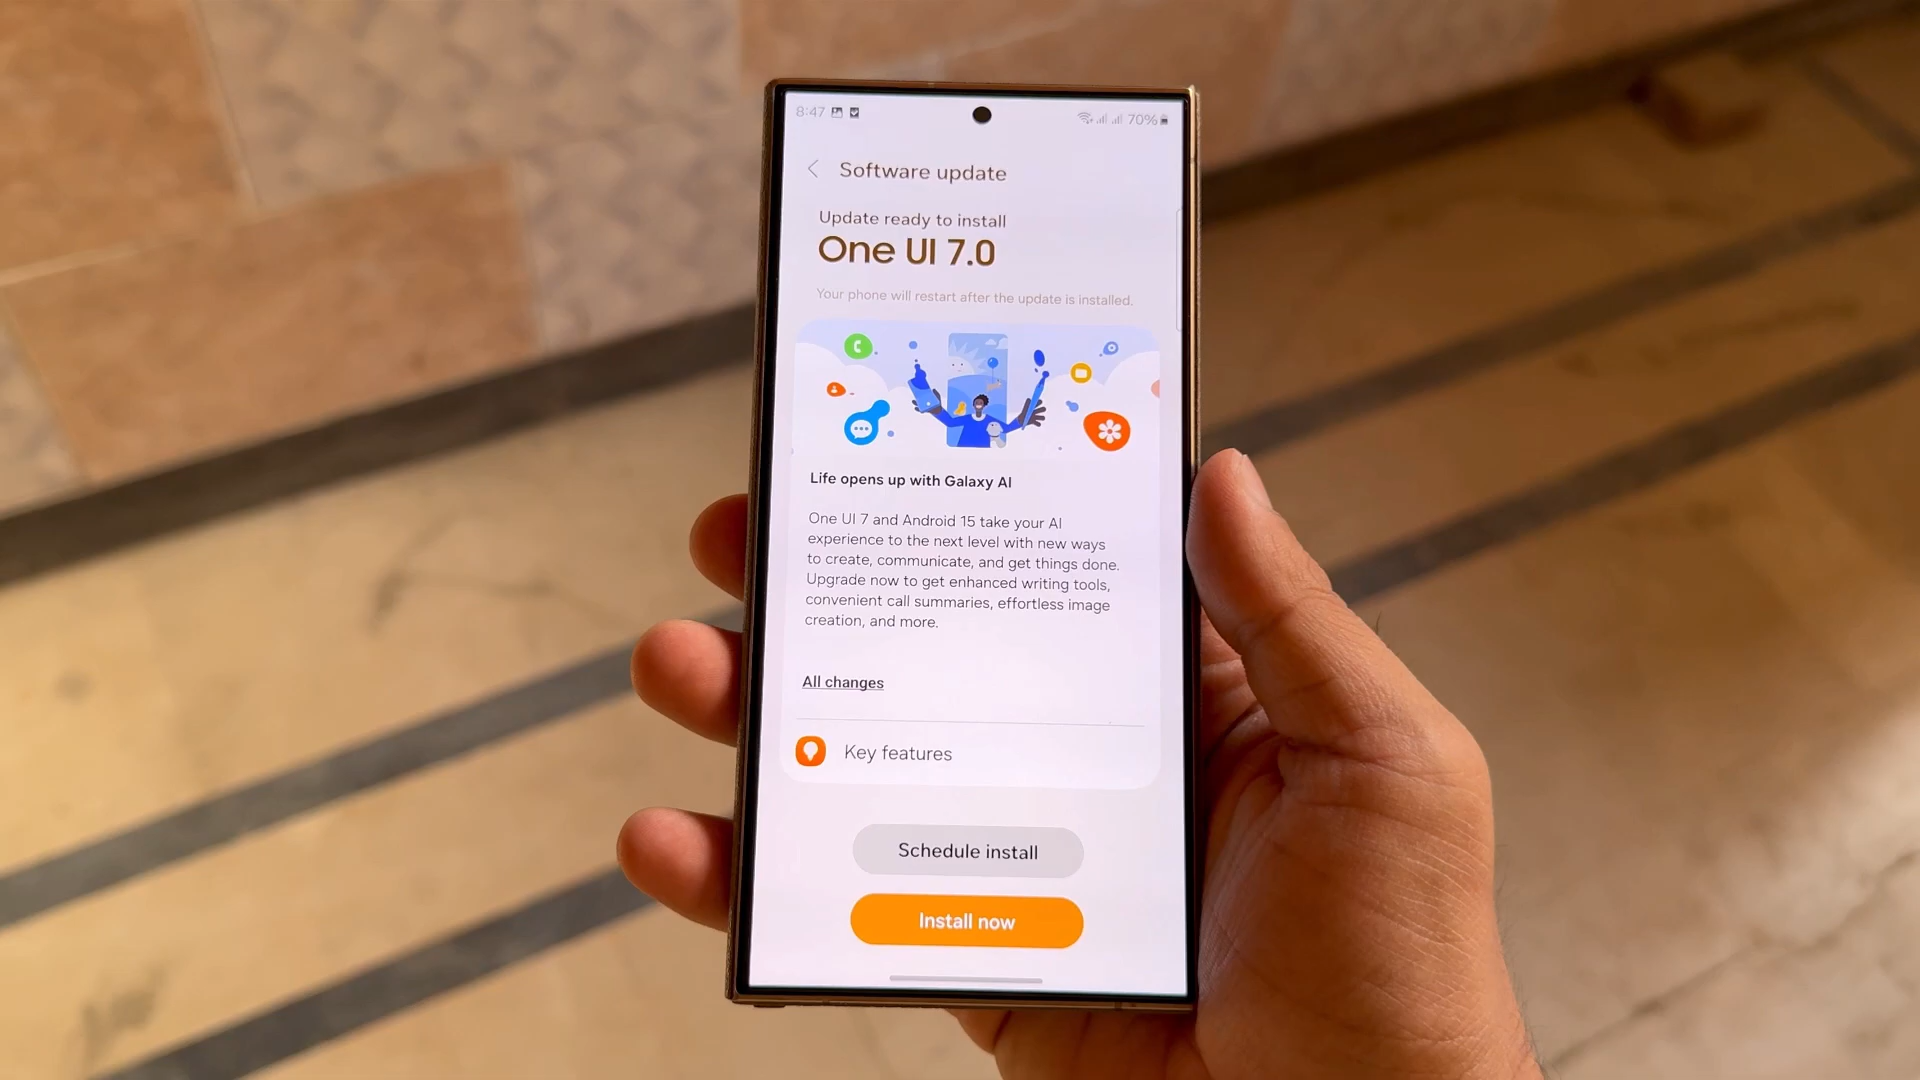 8:47
70%
Software update
Update ready to install
One UI 7.0
Your phone will restart after the update is installed.
Life opens up with Galaxy AI
One UI 7 and Android 15 take your AI
experience to the next level with new ways
to create, communicate, and get things done.
Upgrade now to get enhanced writing tools,
convenient call summaries, effortless image
creation, and more.
All changes
Key features
Schedule install
Install now